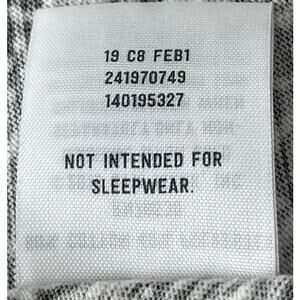 19 C8 FEB1
241970749
140195327
NOT INTENDED FOR
SLEEPWEAR.